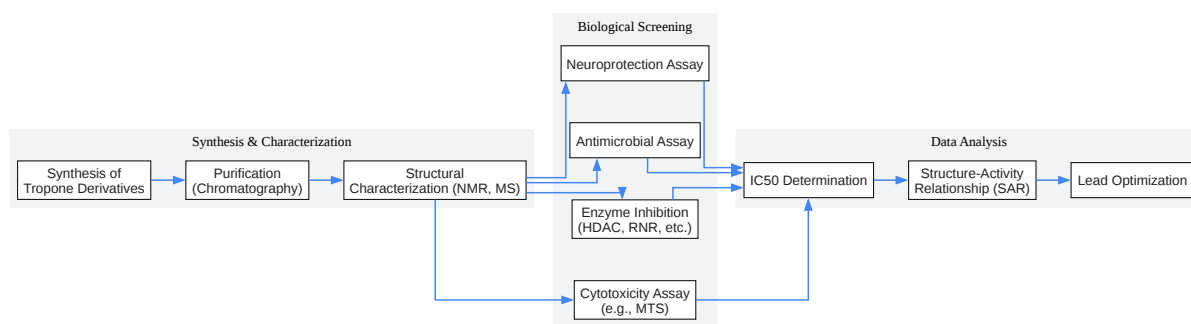 Synthesis & Characterization
Synthesis of
Tropone Derivatives
Purification
(Chromatography)
Structural
Characterization (NMR, MS)
Biological Screening
Neuroprotection Assay
Antimicrobial Assay
Enzyme Inhibition
(HDAC, RNR, etc.)
Cytotoxicity Assay
(e.g., MTS)
Data Analysis
IC50 Determination
Structure-Activity
Relationship (SAR)
Lead Optimization